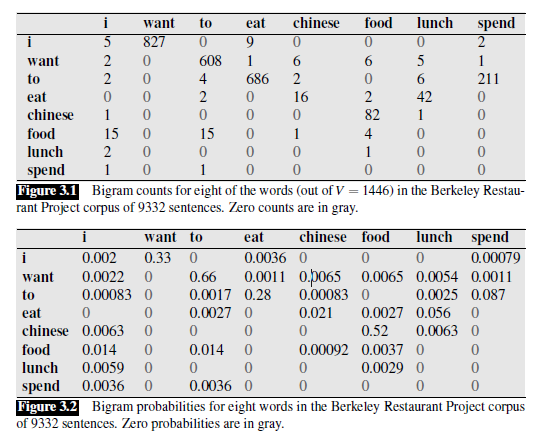 i want to eat chinese food lunch spend
i 5 827 0 9 0 0 0 2
want 2 0 608 1 6 6 5 1
to 2 0 4 686 2 0 6 211
eat 0 0 2 0 16 2 42 0
chinese 1 0 0 0 0 82 1 0
food 15 0 15 0 1 4 0 0
lunch 2 0 0 0 0 1 0 0
spend 1 0 1 0 0 0 0 0
Figure 3.1 Bigram counts for eight of the words (out of V = 1446) in the Berkeley Restau-
rant Project corpus of 9332 sentences. Zero counts are in gray.
i want to eat chinese food lunch spend
i 0.002 0.33 0 0.0036 0 0 0 0.00079
want 0.0022 0 0.66 0.0011 0.0065 0.0065 0.0054 0.0011
to 0.00083 0 0.0017 0.28 0.00083 0 0.0025 0.087
eat 0 0 0.0027 0 0.021 0.0027 0.056 0
chinese 0.0063 0 0 0 0 0.52 0.0063 0
food 0.014 0 0.014 0 0.00092 0.0037 0 0
lunch 0.0059 0 0 0 0 0.0029 0 0
spend 0.0036 0 0.0036 0 0 0 0 0
Figure 3.2 Bigram probabilities for eight words in the Berkeley Restaurant Project corpus
of 9332 sentences. Zero probabilities are in gray.